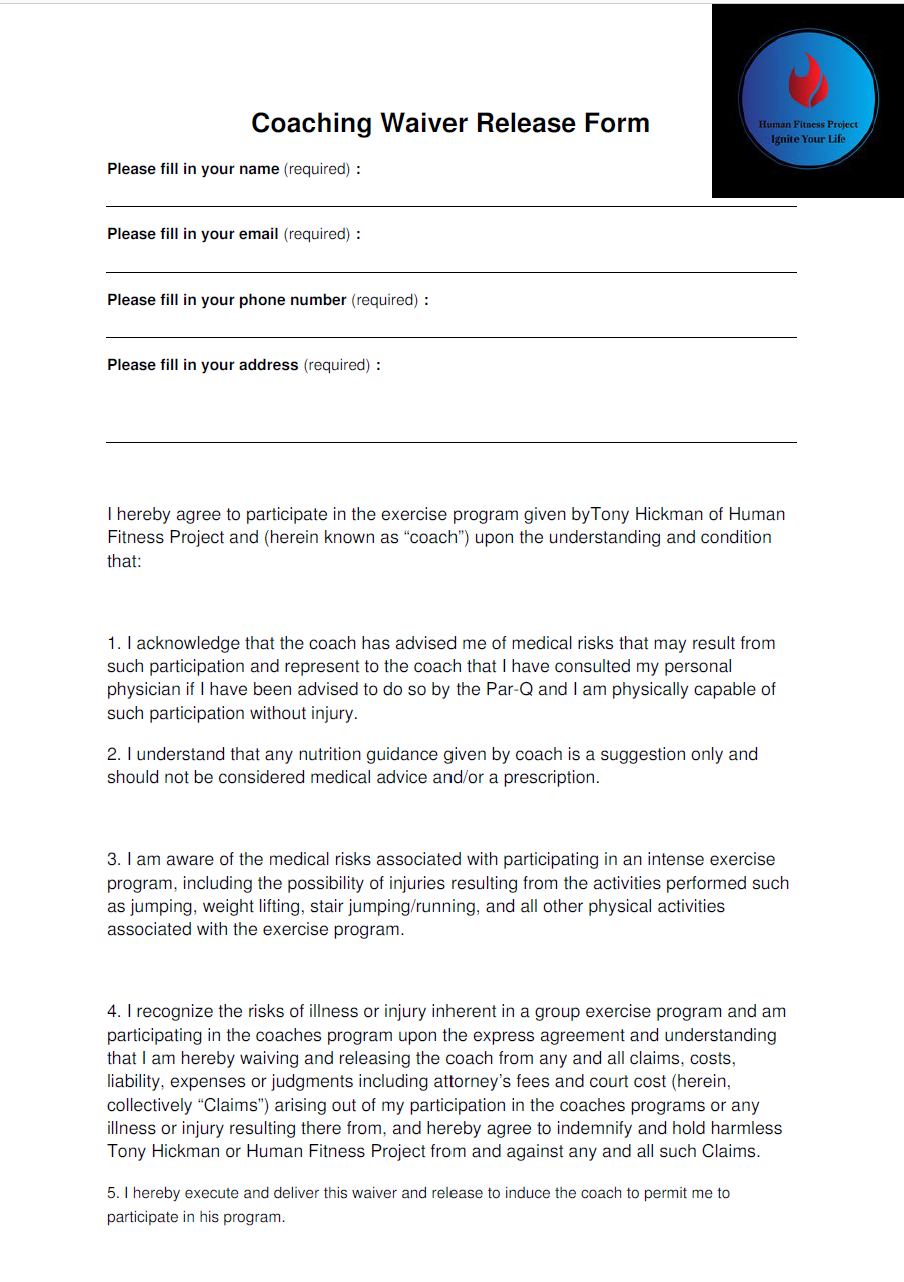 Human Fitness Project
Ignite Your Life
Coaching Waiver Release Form
Please fill in your name (required) :
Please fill in your email (required) :
Please fill in your phone number (required) :
Please fill in your address (required) :
I hereby agree to participate in the exercise program given byTony Hickman of Human
Fitness Project and (herein known as “coach”) upon the understanding and condition
that:
1. I acknowledge that the coach has advised me of medical risks that may result from
such participation and represent to the coach that I have consulted my personal
physician if I have been advised to do so by the Par-Q and I am physically capable of
such participation without injury.
2. I understand that any nutrition guidance given by coach is a suggestion only and
should not be considered medical advice and/or a prescription.
3. I am aware of the medical risks associated with participating in an intense exercise
program, including the possibility of injuries resulting from the activities performed such
as jumping, weight lifting, stair jumping/running, and all other physical activities
associated with the exercise program.
4. I recognize the risks of illness or injury inherent in a group exercise program and am
participating in the coaches program upon the express agreement and understanding
that I am hereby waiving and releasing the coach from any and all claims, costs,
liability, expenses or judgments including attorney’s fees and court cost (herein,
collectively “Claims”) arising out of my participation in the coaches programs or any
illness or injury resulting there from, and hereby agree to indemnify and hold harmless
Tony Hickman or Human Fitness Project from and against any and all such Claims.
5. I hereby execute and deliver this waiver and release to induce the coach to permit me to
participate in his program.